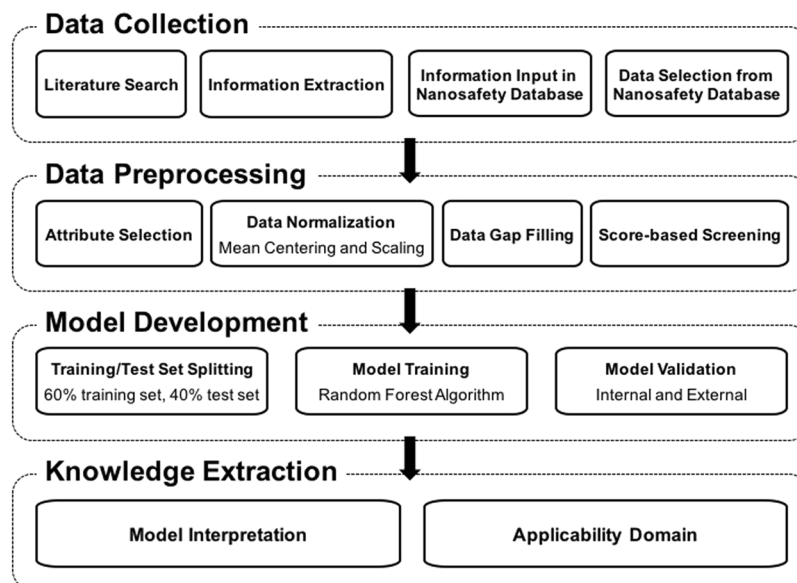 Data Collection
Literature Search
Information Extraction
Information Input in
Nanosafety Database
Data Selection from
Nanosafety Database
Data Preprocessing
Attribute Selection
Data Normalization
Mean Centering and Scaling
Data Gap Filling
Score-based Screening
Model Development
Training/Test Set Splitting
60% training set, 40% test set
Model Training
Random Forest Algorithm
Model Validation
Internal and External
Knowledge Extraction
Model Interpretation
Applicability Domain